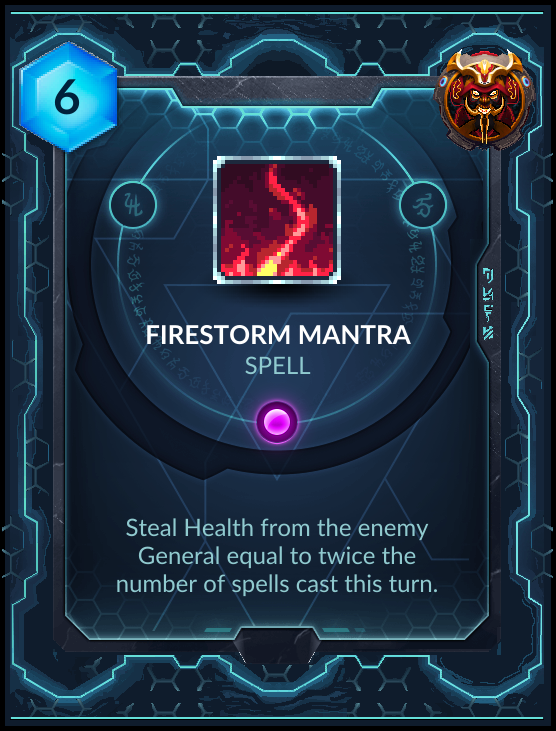 6
FIRESTORM MANTRA
SPELL
Steal Health from the enemy
General equal to twice the
number of spells cast this turn.